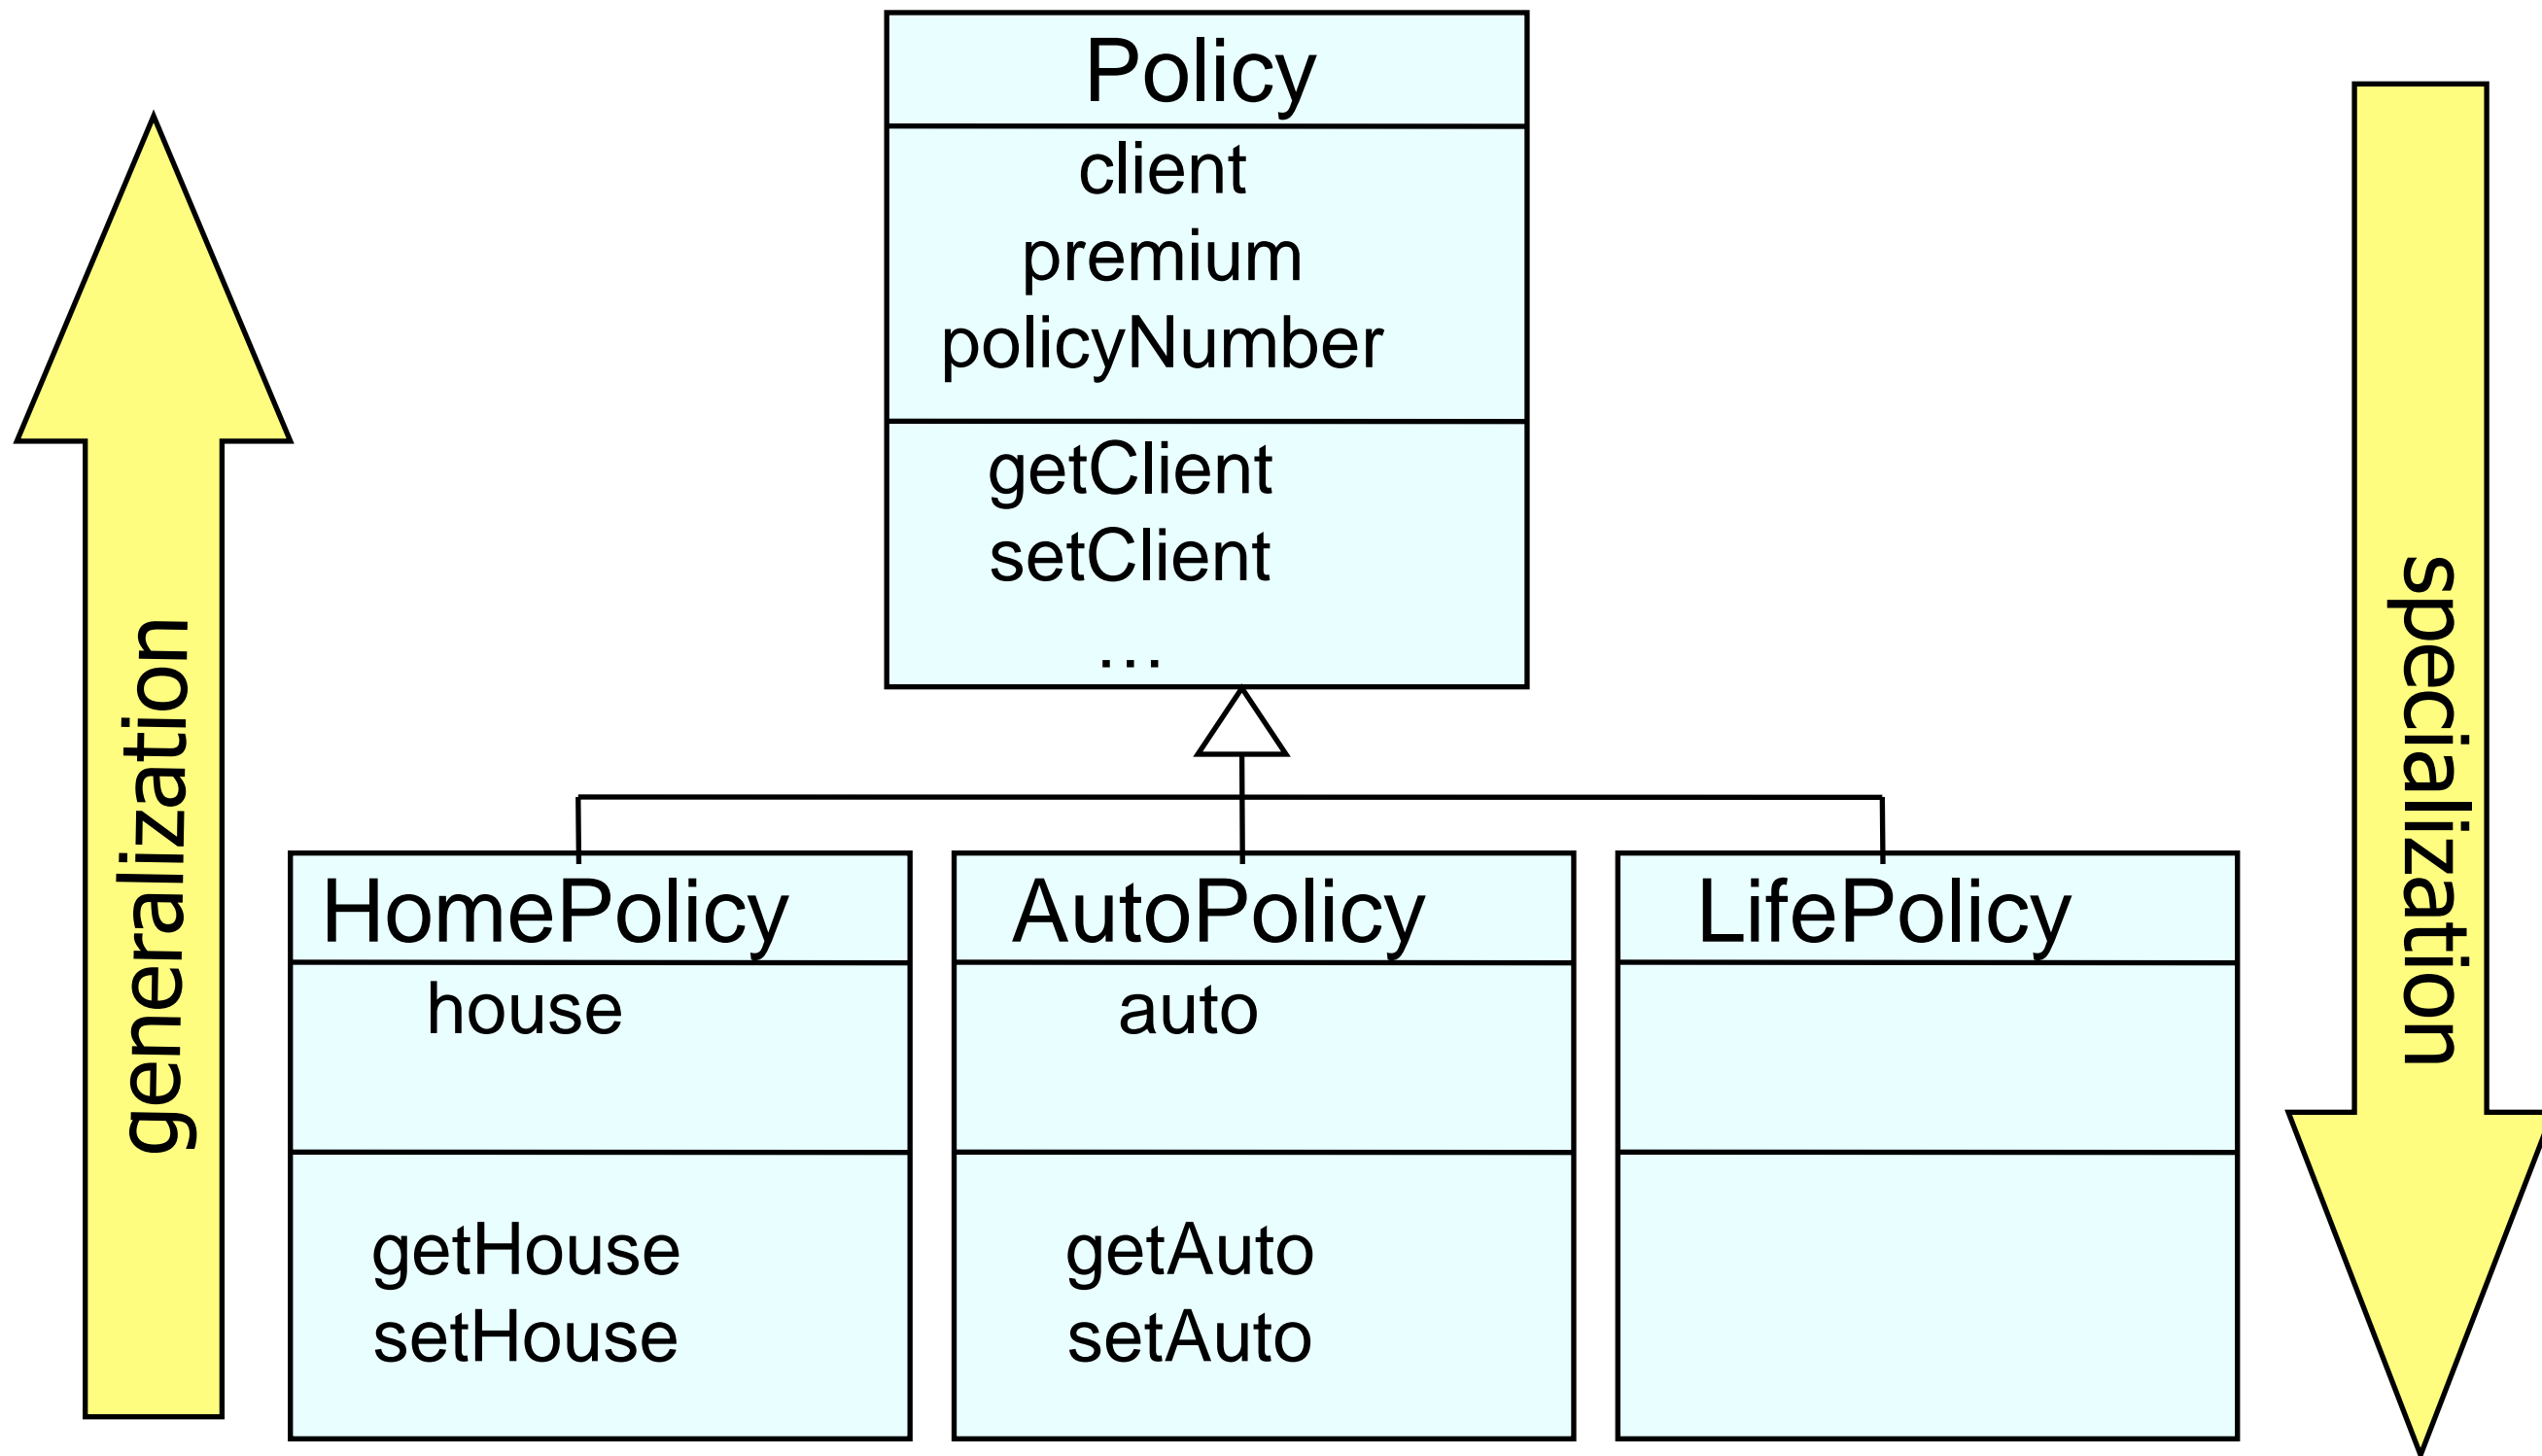 Policy
client
premium
policyNumber
getClient
setClient
…
generalization
specialization
HomePolicy
house
getHouse
setHouse
AutoPolicy
auto
getAuto
setAuto
LifePolicy